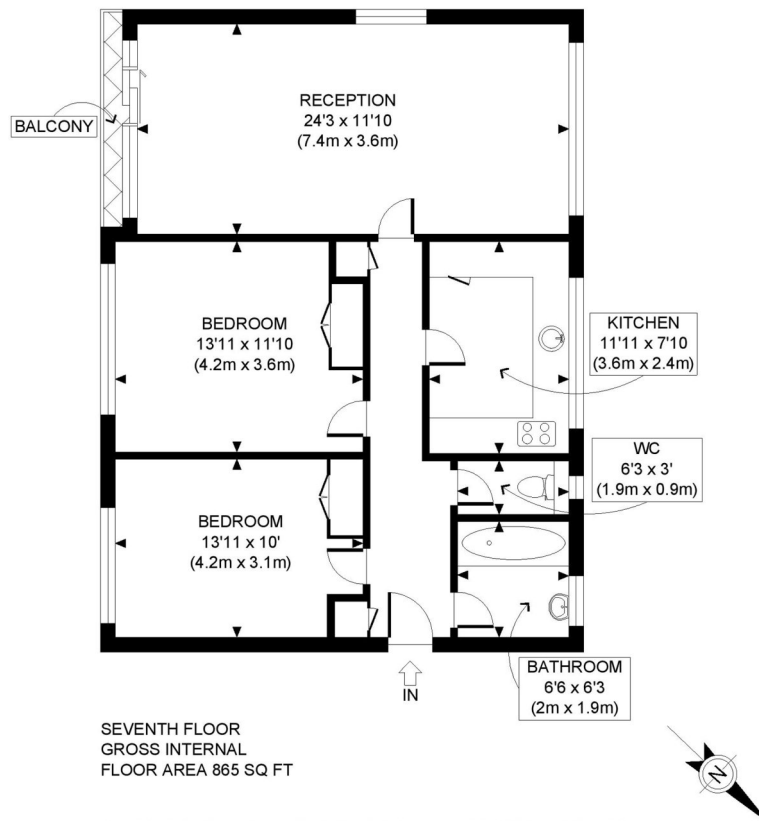 RECEPTION
24'3 x 11'10
(7.4m x 3.6m)
BALCONY
BEDROOM
13'11 x 11'10
(4.2m x 3.6m)
KITCHEN
11'11 x 7'10
(3.6m x 2.4m)
WC
6'3 x 3'
(1.9m x 0.9m)
BEDROOM
13'11 x 10'
(4.2m x 3.1m)
BATHROOM
6'6 x 6'3
(2m x 1.9m)
IN
SEVENTH FLOOR
GROSS INTERNAL
FLOOR AREA 865 SQ FT
N